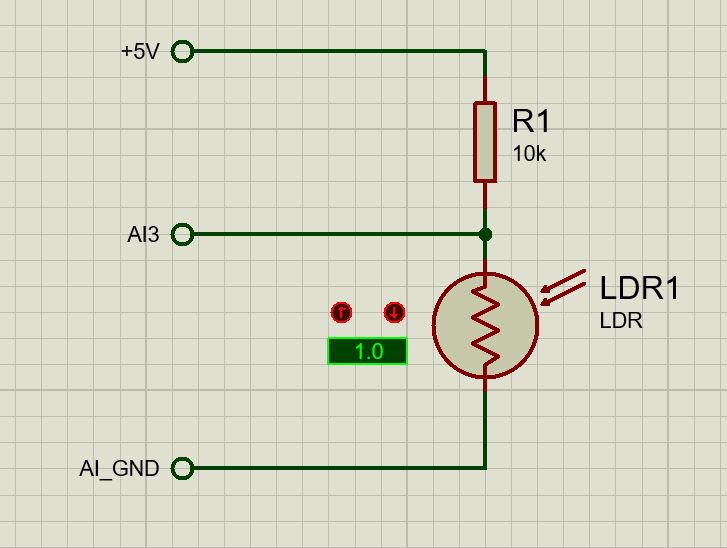 +5V
R1
10k
AI3
LDR1
LDR
1.0
AI_GND